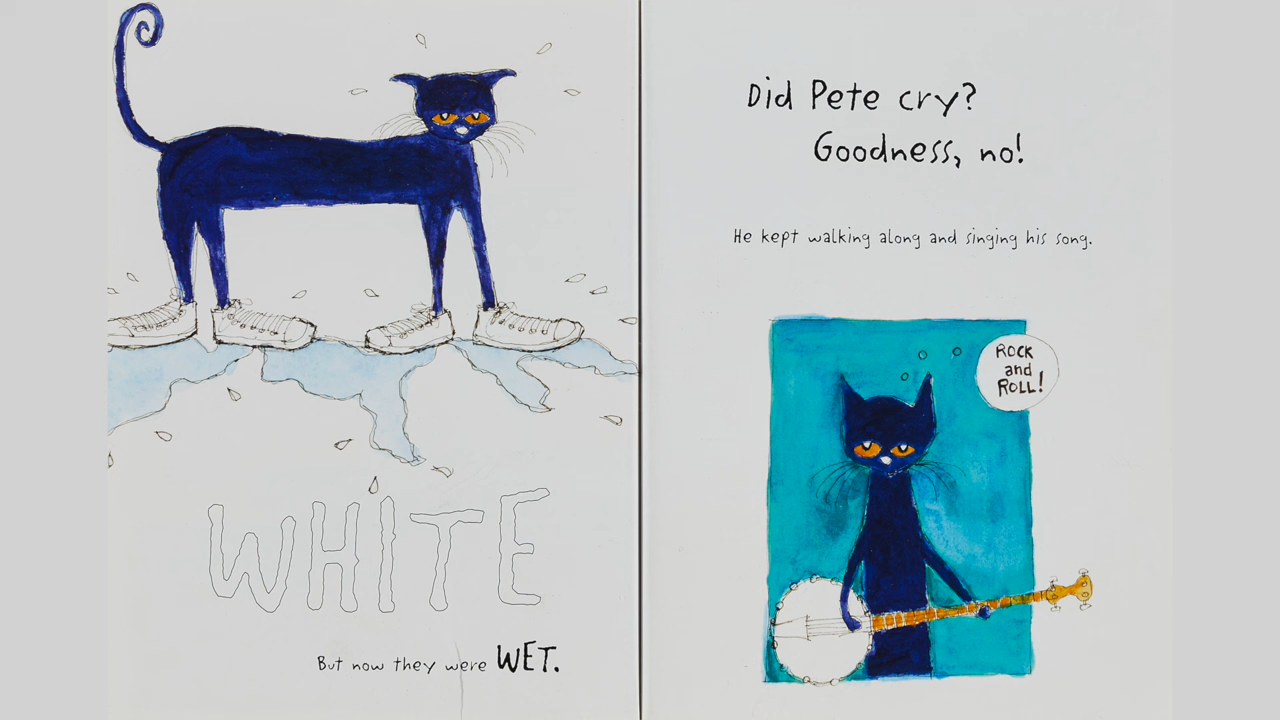 WHITE
But now they were WET.
Did Pete cry?
Goodness, no!
He kept walking along and singing his song.
ROCK
and
ROLL!